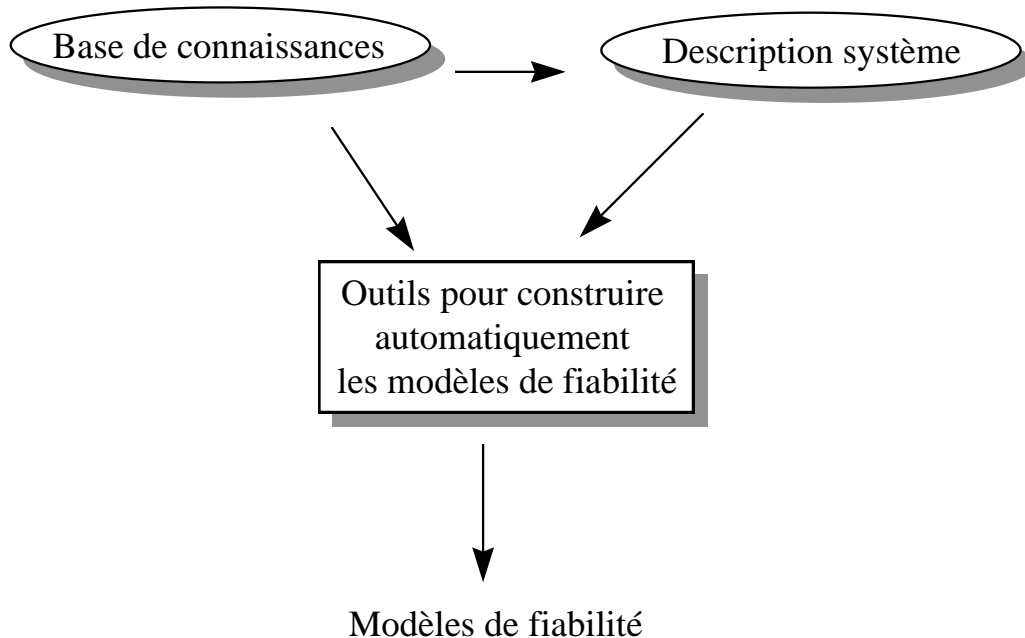 Base de connaissances
Description système
Outils pour construire
automatiquement
les modèles de fiabilité
Modèles de fiabilité